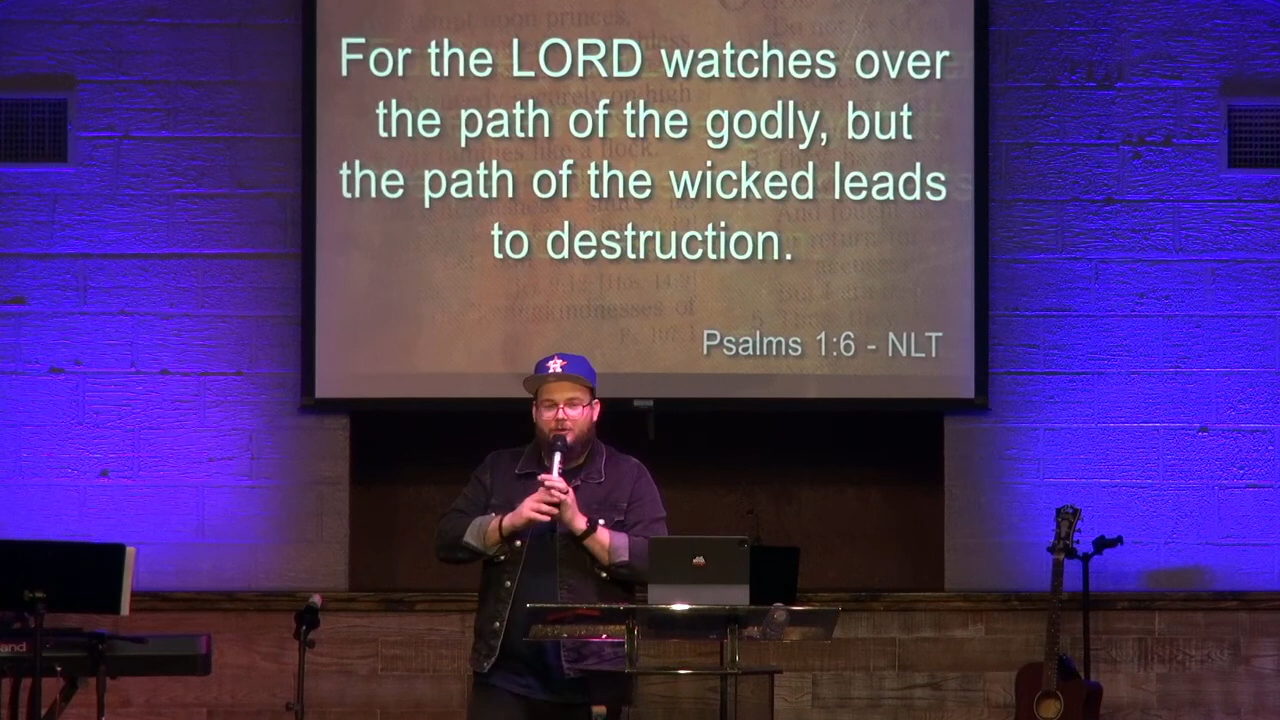 For the LORD watches over
the path of the godly, but
the path of the wicked leads
to destruction.
Psalms 1:6 - NLT
H
and